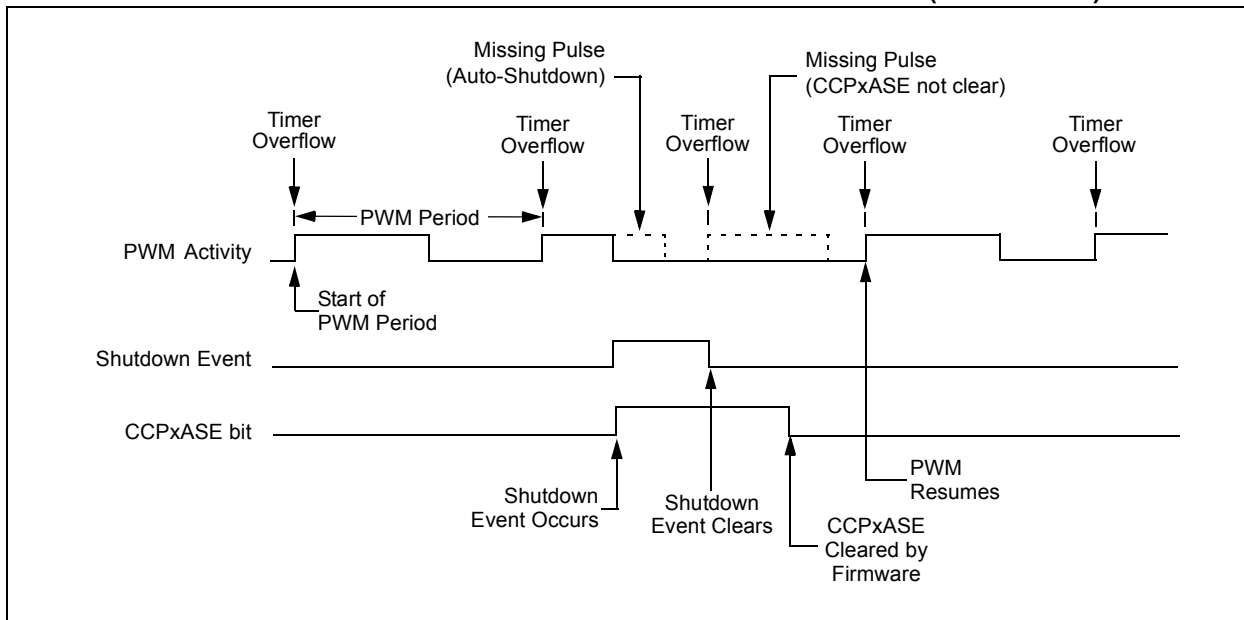 Missing Pulse
(Auto-Shutdown)
Missing Pulse
(CCPxASE not clear)
Timer
Overflow
Timer
Overflow
Timer
Overflow
Timer
Overflow
Timer
Overflow
PWM Period
PWM Activity
Start of
PWM Period
Shutdown Event
CCPxASE bit
Shutdown
Event Occurs
Shutdown
Event Clears
CCPxASE
Cleared by
Firmware
PWM
Resumes